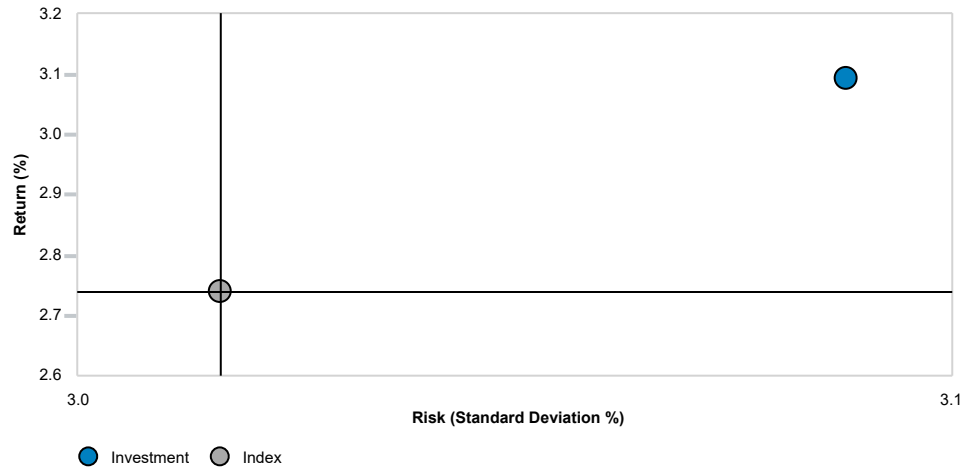 3.2
3.1
3.0
2.9
2.8
2.7
2.6
Return (%)
3.0 3.1
Risk (Standard Deviation %)
Investment Index